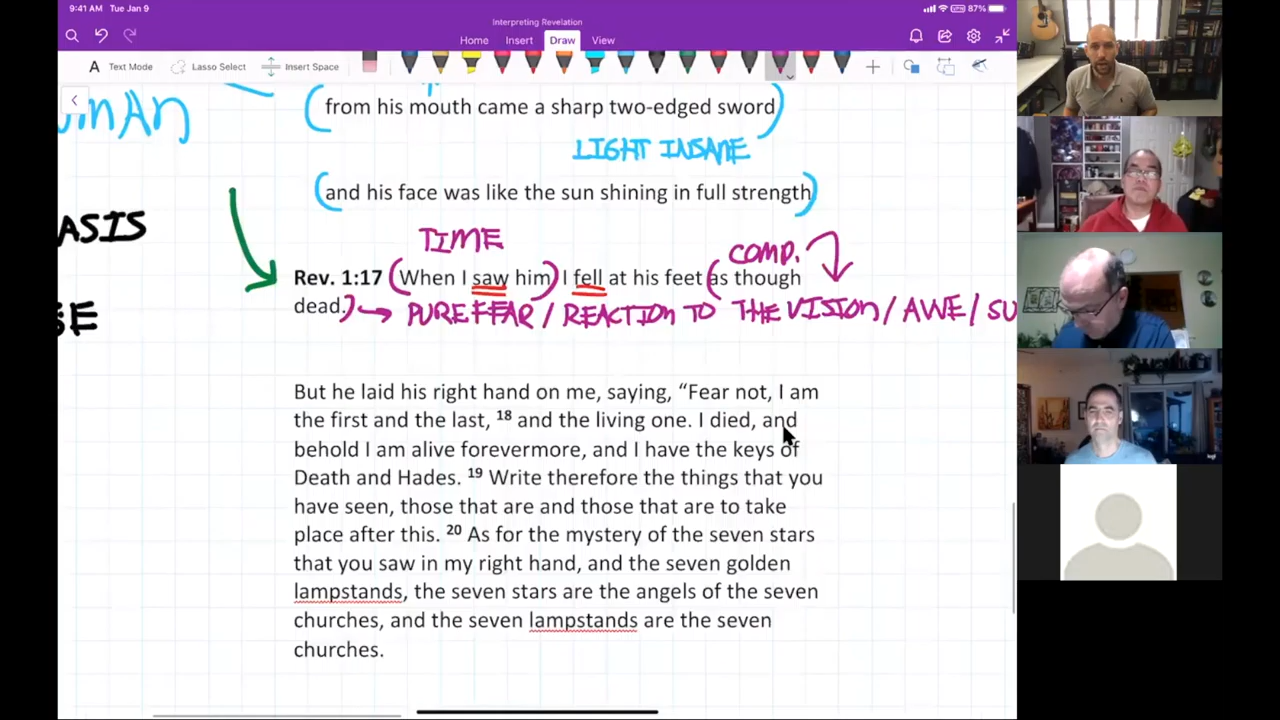 9:41 AM Tue Jan 9
87%
Interpreting Revelation
Home Insert Draw View
A Text Mode Lasso Select Insert Space
from his mouth came a sharp two-edged sword
LIGHT INSANE
and his face was like the sun shining in full strength
ASIS
TIME
COMP.
Rev. 1:17 (When I saw him) I fell at his feet (as though
dead.) → PURE FEAR / REACTION TO THE VISION / AWE / SU
But he laid his right hand on me, saying, “Fear not, I am
the first and the last, 18 and the living one. I died, and
behold I am alive forevermore, and I have the keys of
Death and Hades. 19 Write therefore the things that you
have seen, those that are and those that are to take
place after this. 20 As for the mystery of the seven stars
that you saw in my right hand, and the seven golden
lampstands, the seven stars are the angels of the seven
churches, and the seven lampstands are the seven
churches.